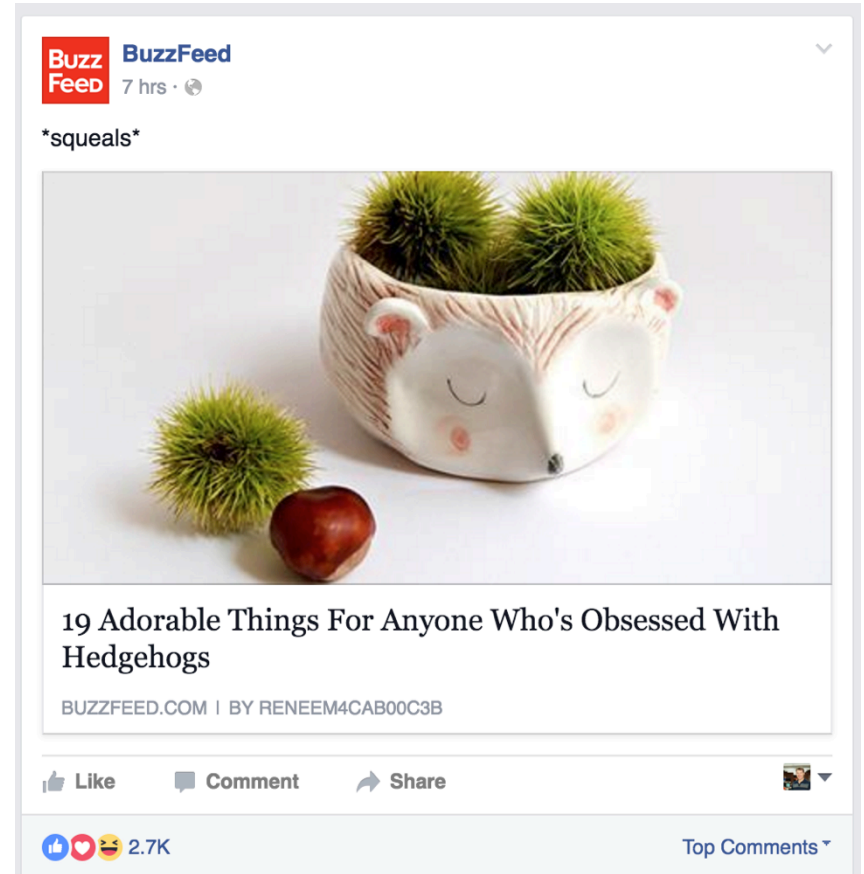 Buzz
FeeD
BuzzFeed
7 hrs ·
*squeals*
19 Adorable Things For Anyone Who's Obsessed With
Hedgehogs
BUZZFEED.COM | BY RENEEM4CAB00C3B
Like Comment Share
2.7K Top Comments